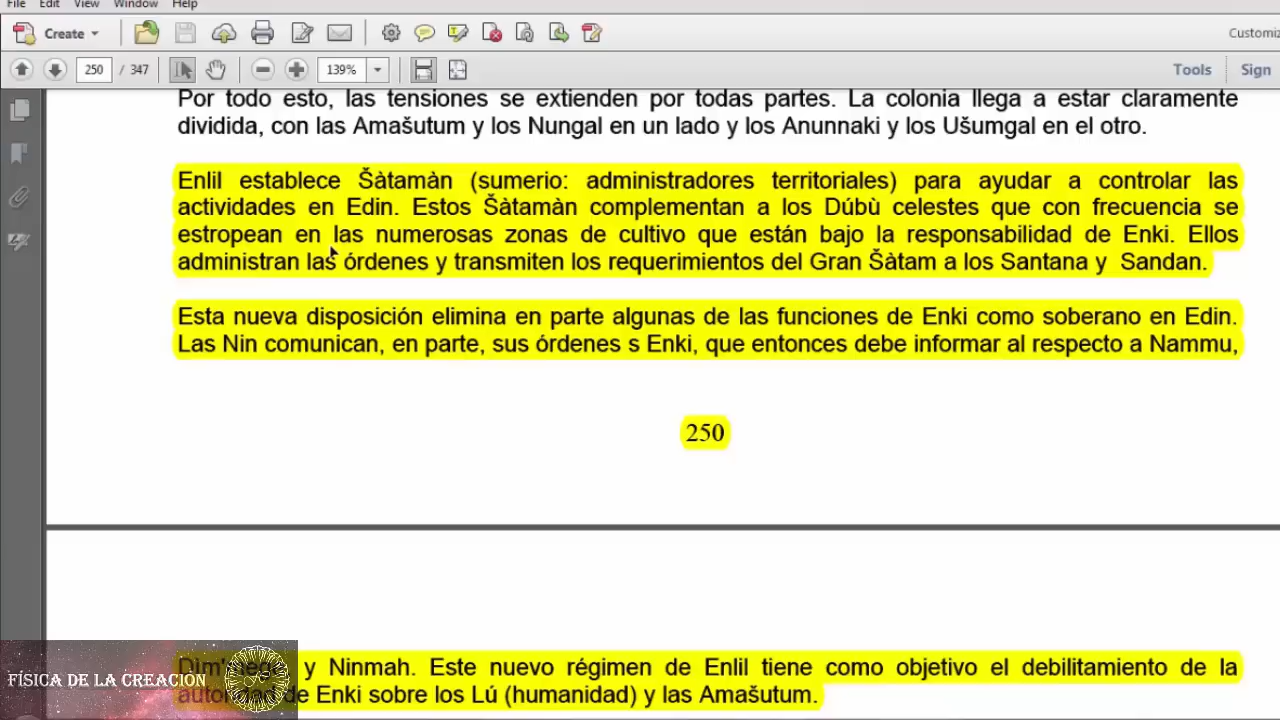 File Edit View Window Help
Create Customiz
250 / 347 139% Tools Sign
Por todo esto, las tensiones se extienden por todas partes. La colonia llega a estar claramente
dividida, con las Amašutum y los Nungal en un lado y los Anunnaki y los Ušumgal en el otro.
Enlil establece Šàtamàn (sumerio: administradores territoriales) para ayudar a controlar las
actividades en Edin. Estos Šàtamàn complementan a los Dúbù celestes que con frecuencia se
estropean en las numerosas zonas de cultivo que están bajo la responsabilidad de Enki. Ellos
administran las órdenes y transmiten los requerimientos del Gran Šàtam a los Santana y Sandan.
Esta nueva disposición elimina en parte algunas de las funciones de Enki como soberano en Edin.
Las Nin comunican, en parte, sus órdenes s Enki, que entonces debe informar al respecto a Nammu,
250
y Ninmah. Este nuevo régimen de Enlil tiene como objetivo el debilitamiento de la
de Enki sobre los Lú (humanidad) y las Amašutum.
FÍSICA DE LA CREACIÓN